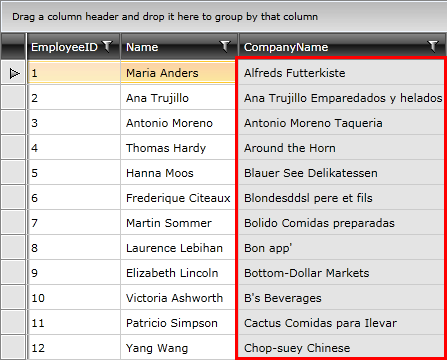 Drag a column header and drop it here to group by that column
EmployeeID Name CompanyName
1 Maria Anders Alfreds Futterkiste
2 Ana Trujillo Ana Trujillo Emparedados y helados
3 Antonio Moreno Antonio Moreno Taqueria
4 Thomas Hardy Around the Horn
5 Hanna Moos Blauer See Delikatessen
6 Frederique Citeaux Blondesddsl pere et fils
7 Martin Sommer Bolido Comidas preparadas
8 Laurence Lebihan Bon app'
9 Elizabeth Lincoln Bottom-Dollar Markets
10 Victoria Ashworth B's Beverages
11 Patricio Simpson Cactus Comidas para llevar
12 Yang Wang Chop-suey Chinese